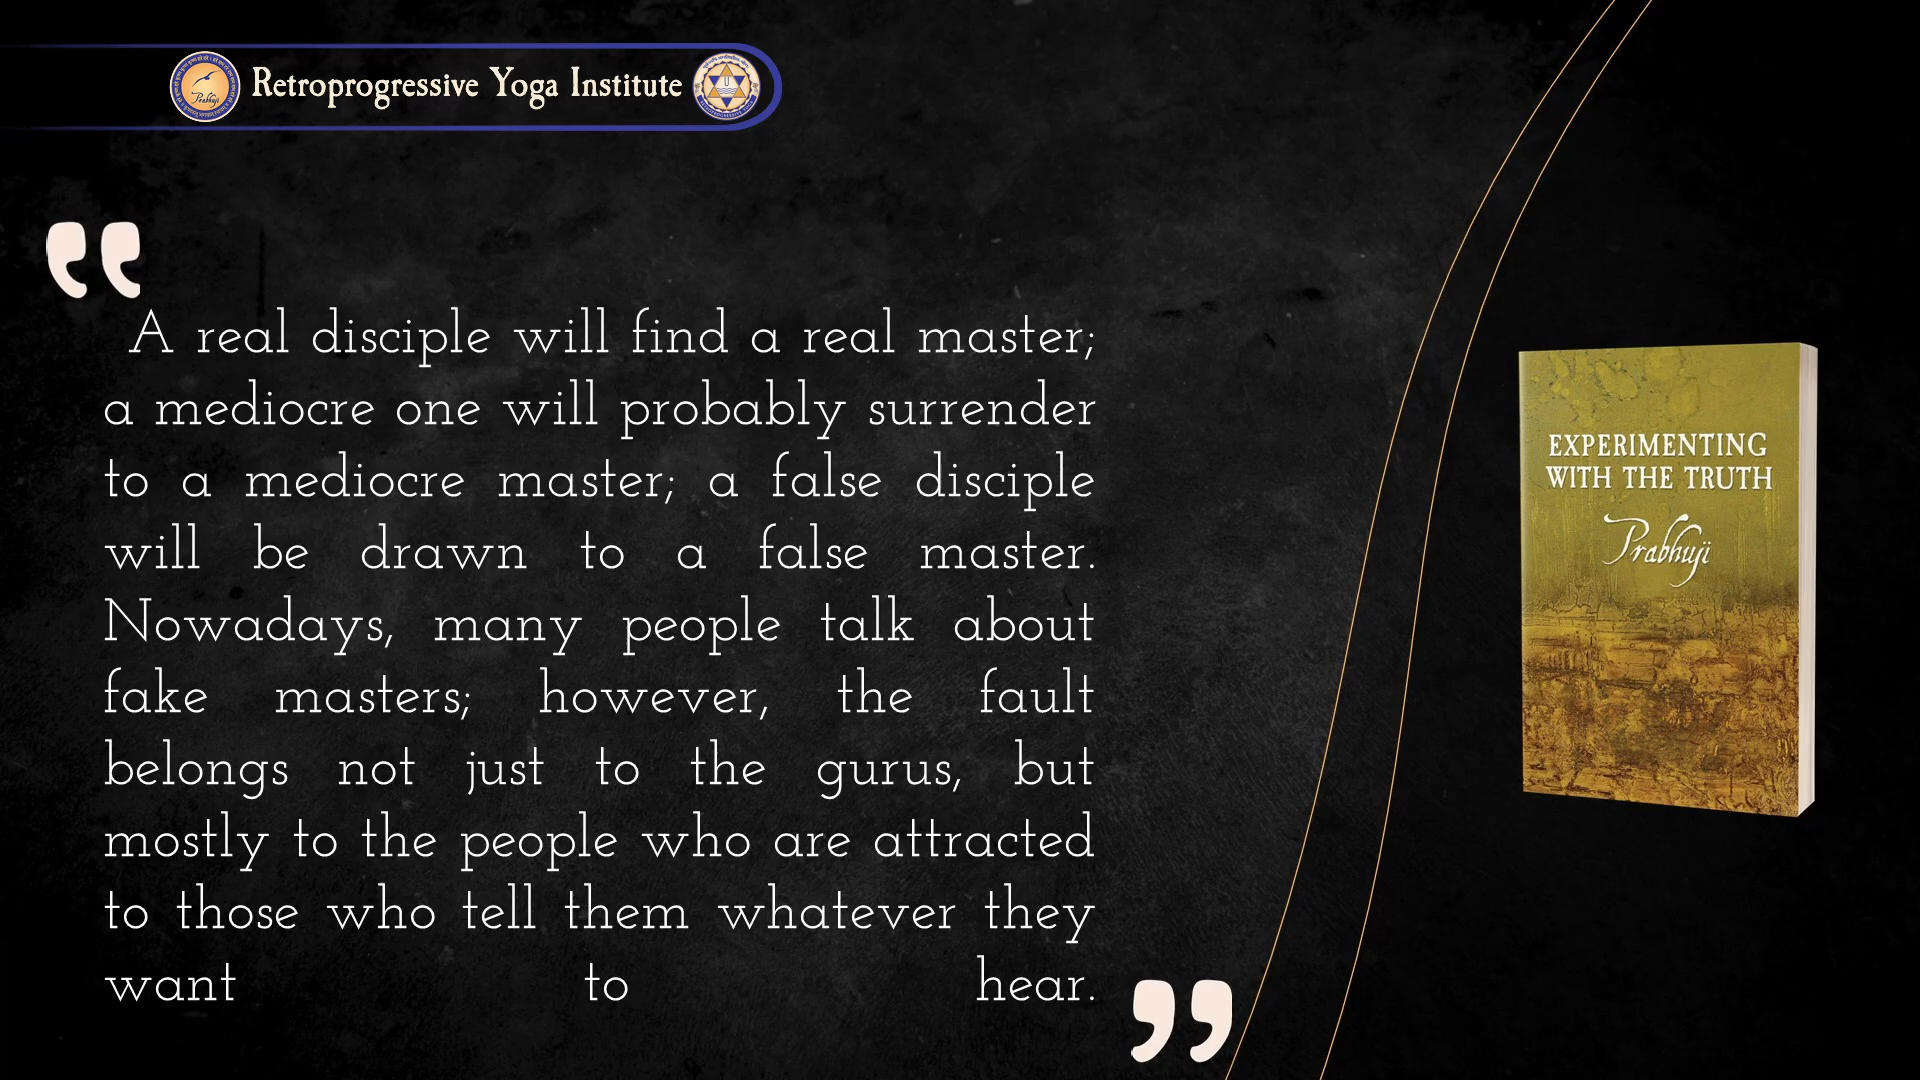 Retroprogressive Yoga Institute
Prabhuji
“
A real disciple will find a real master;
a mediocre one will probably surrender
to a mediocre master; a false disciple
will be drawn to a false master.
Nowadays, many people talk about
fake masters; however, the fault
belongs not just to the gurus, but
mostly to the people who are attracted
to those who tell them whatever they
want to hear.
”
EXPERIMENTING
WITH THE TRUTH
Prabhuji